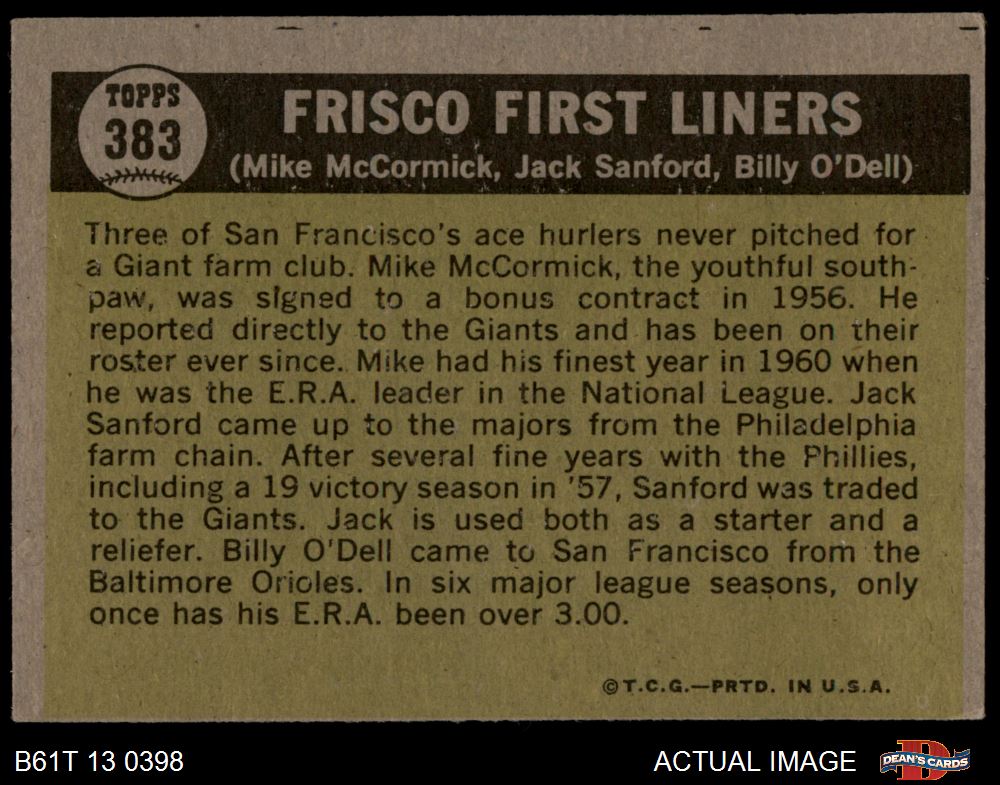 TOPPS
383
FRISCO FIRST LINERS
(Mike McCormick, Jack Sanford, Billy O'Dell)
Three of San Francisco's ace hurlers never pitched for
a Giant farm club. Mike McCormick, the youthful south-
paw, was signed to a bonus contract in 1956. He
reported directly to the Giants and has been on their
roster ever since. Mike had his finest year in 1960 when
he was the E.R.A. leader in the National League. Jack
Sanford came up to the majors from the Philadelphia
farm chain. After several fine years with the Phillies,
including a 19 victory season in '57, Sanford was traded
to the Giants. Jack is used both as a starter and a
reliefer. Billy O'Dell came to San Francisco from the
Baltimore Orioles. In six major league seasons, only
once has his E.R.A. been over 3.00.
©T.C.G.—PRTD. IN U.S.A.
B61T 13 0398
ACTUAL IMAGE
D
DEAN'S CARDS